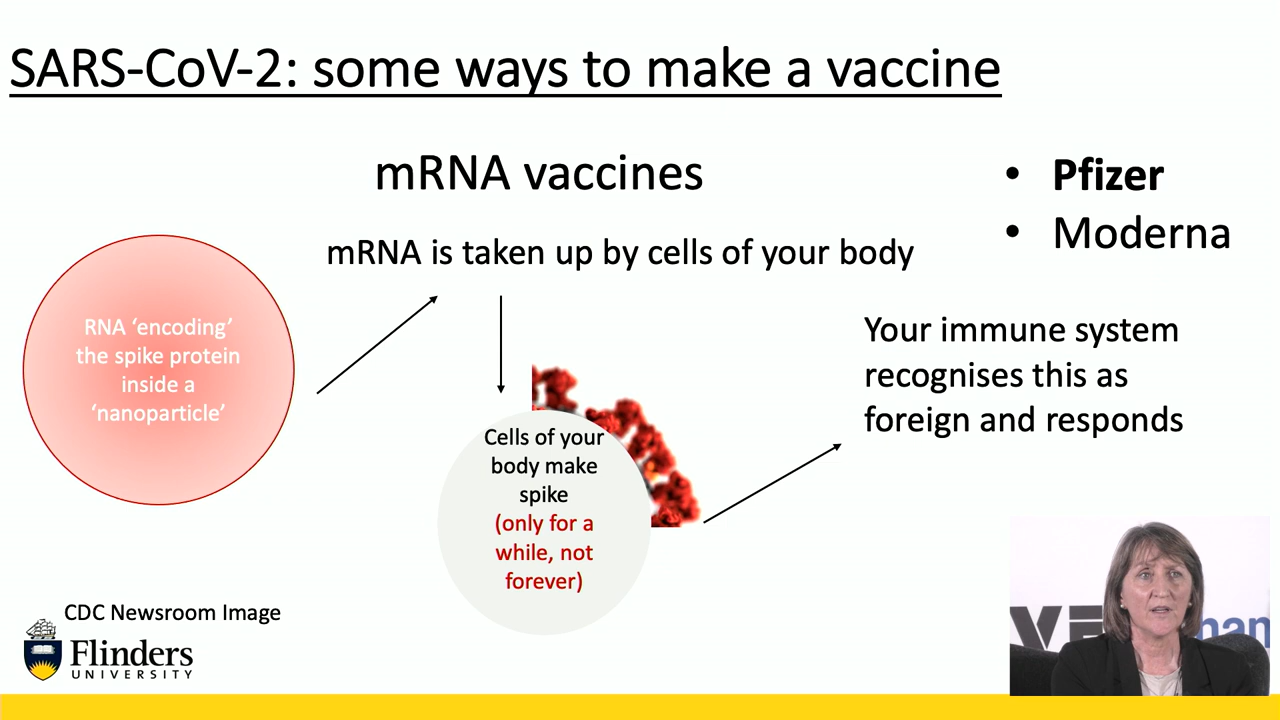 SARS-CoV-2: some ways to make a vaccine
mRNA vaccines
• Pfizer
• Moderna
mRNA is taken up by cells of your body
RNA ‘encoding’
the spike protein
inside a
‘nanoparticle’
Cells of your
body make
spike
(only for a
while, not
forever)
Your immune system
recognises this as
foreign and responds
CDC Newsroom Image
Flinders
UNIVERSITY